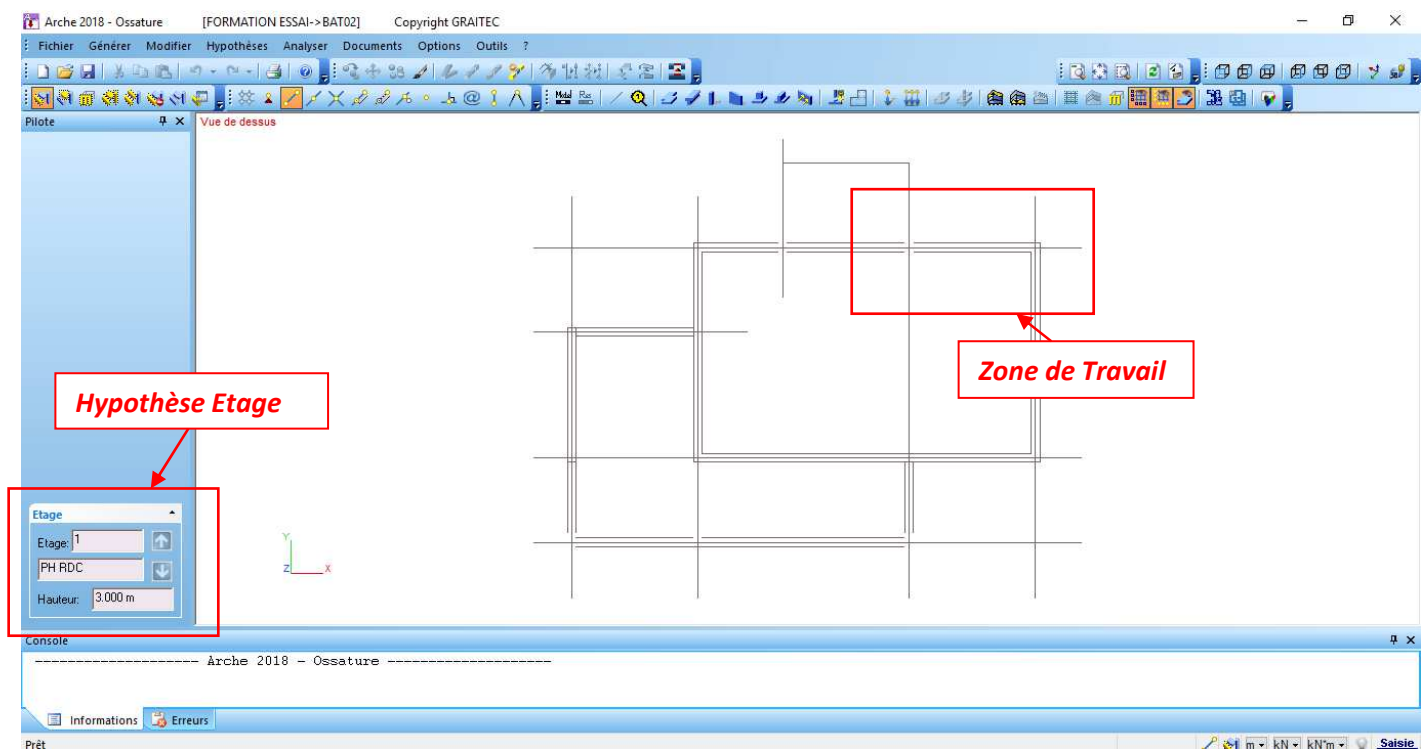 Arche 2018 - Ossature [FORMATION ESSAI->BAT02] Copyright GRAITEC
Fichier Générer Modifier Hypothèses Analyser Documents Options Outils ?
Pilote
Vue de dessus
Zone de Travail
Hypothèse Etage
Etage
Etage: 1
PH RDC
Hauteur: 3.000 m
Y
Z X
Console
-------------------- Arche 2018 - Ossature --------------------
Informations Erreurs
Prêt m kN kN*m Saisie